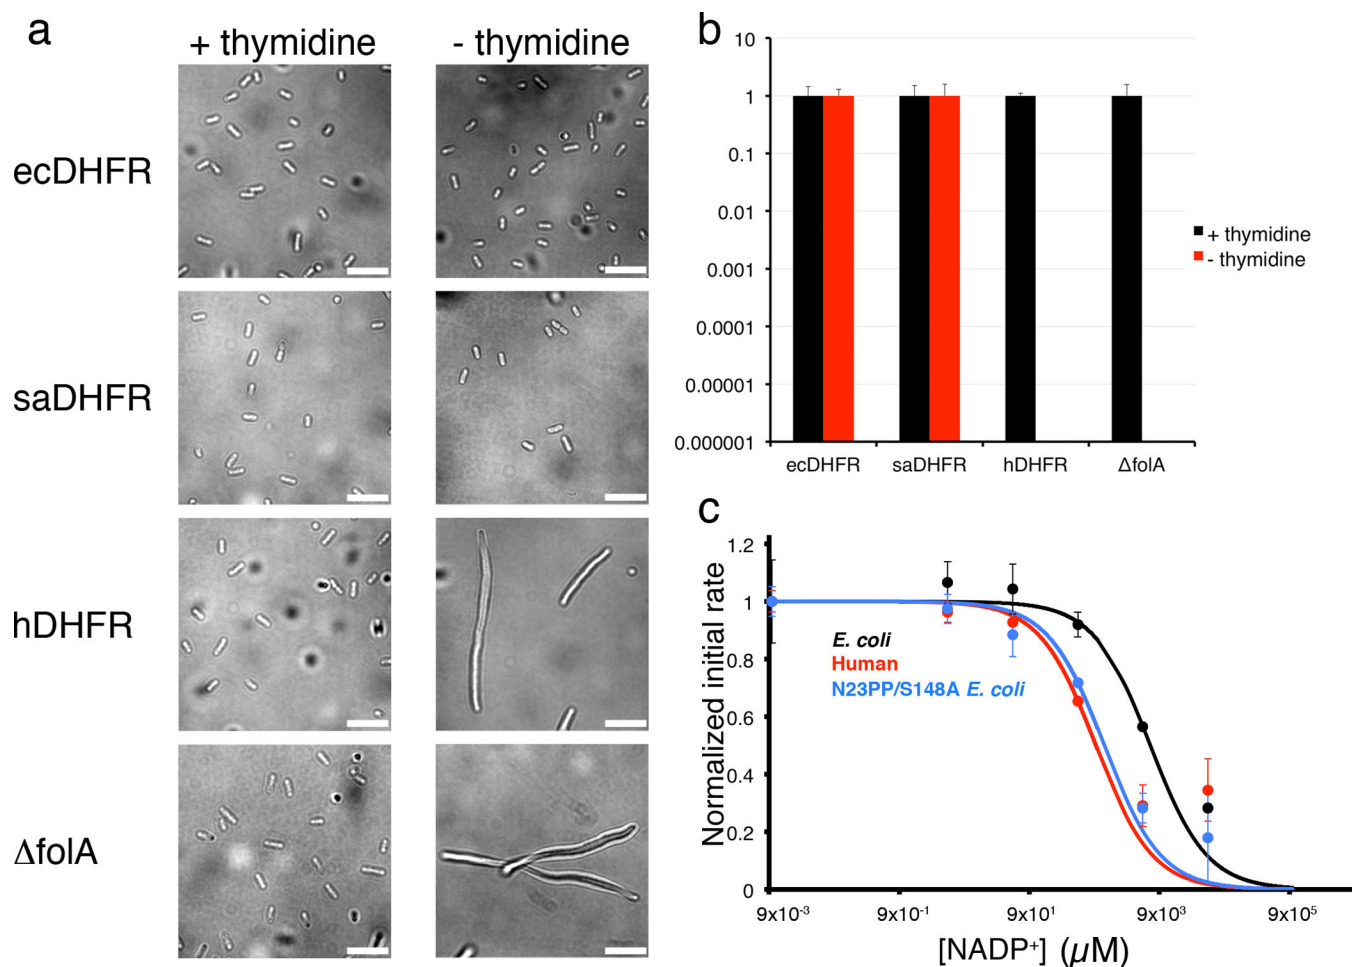 a
+ thymidine - thymidine
ecDHFR
saDHFR
hDHFR
ΔfolA
b
10
1
0.1
0.01
0.001
0.0001
0.00001
0.000001
ecDHFR saDHFR hDHFR ΔfolA
+ thymidine
- thymidine
c
Normalized initial rate
1.2
1
0.8
0.6
0.4
0.2
0
E. coli
Human
N23PP/S148A E. coli
9x10⁻³ 9x10⁻¹ 9x10¹ 9x10³ 9x10⁵
[NADP⁺] (μM)